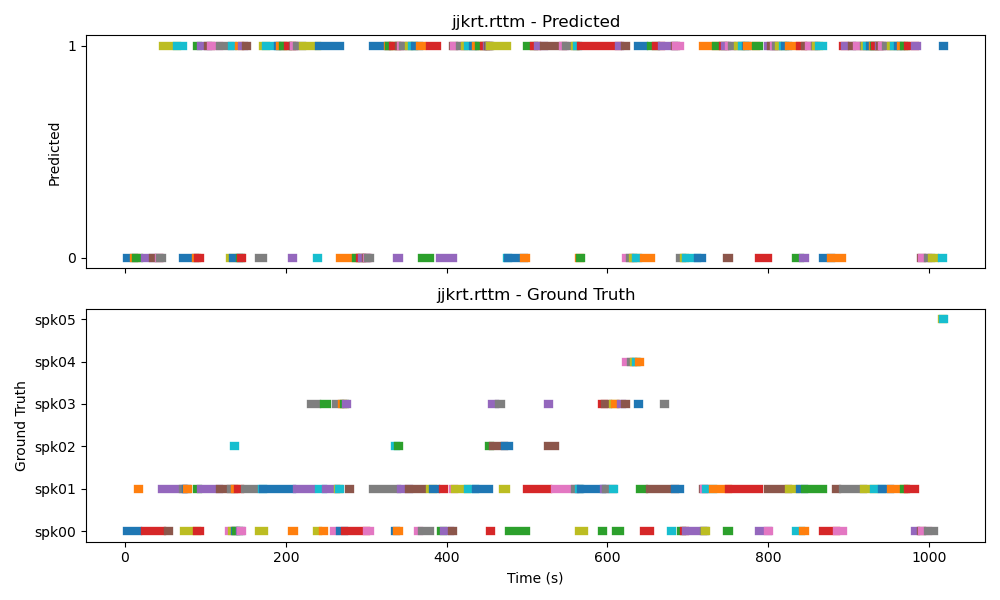 jjkrt.rttm - Predicted
1
Predicted
0
jjkrt.rttm - Ground Truth
spk05
spk04
spk03
Ground Truth
spk02
spk01
spk00
0 200 400 600 800 1000
Time (s)